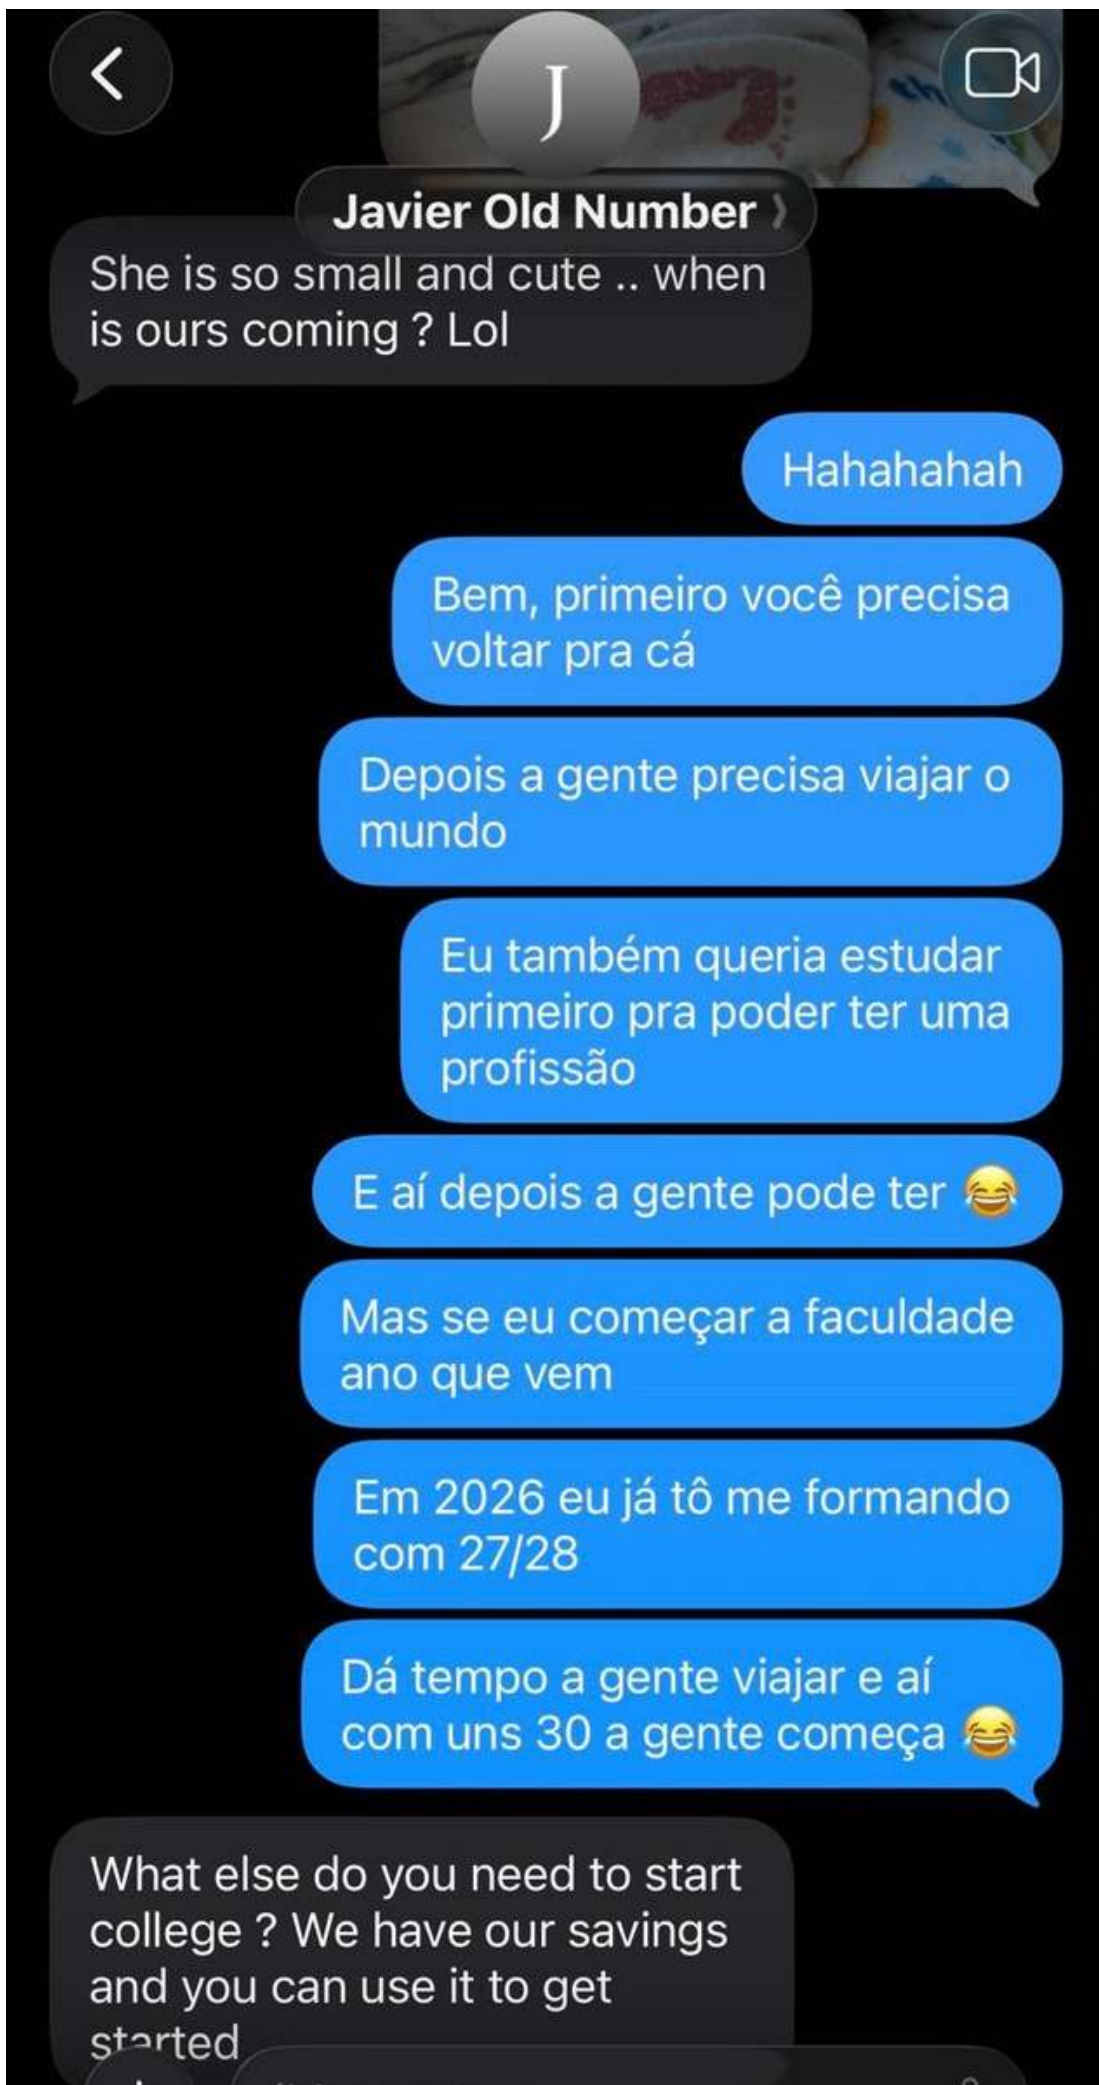 J
Javier Old Number
She is so small and cute .. when
is ours coming ? Lol
Hahahahah
Bem, primeiro você precisa
voltar pra cá
Depois a gente precisa viajar o
mundo
Eu também queria estudar
primeiro pra poder ter uma
profissão
E aí depois a gente pode ter 😂
Mas se eu começar a faculdade
ano que vem
Em 2026 eu já tô me formando
com 27/28
Dá tempo a gente viajar e aí
com uns 30 a gente começa 😂
What else do you need to start
college ? We have our savings
and you can use it to get
started